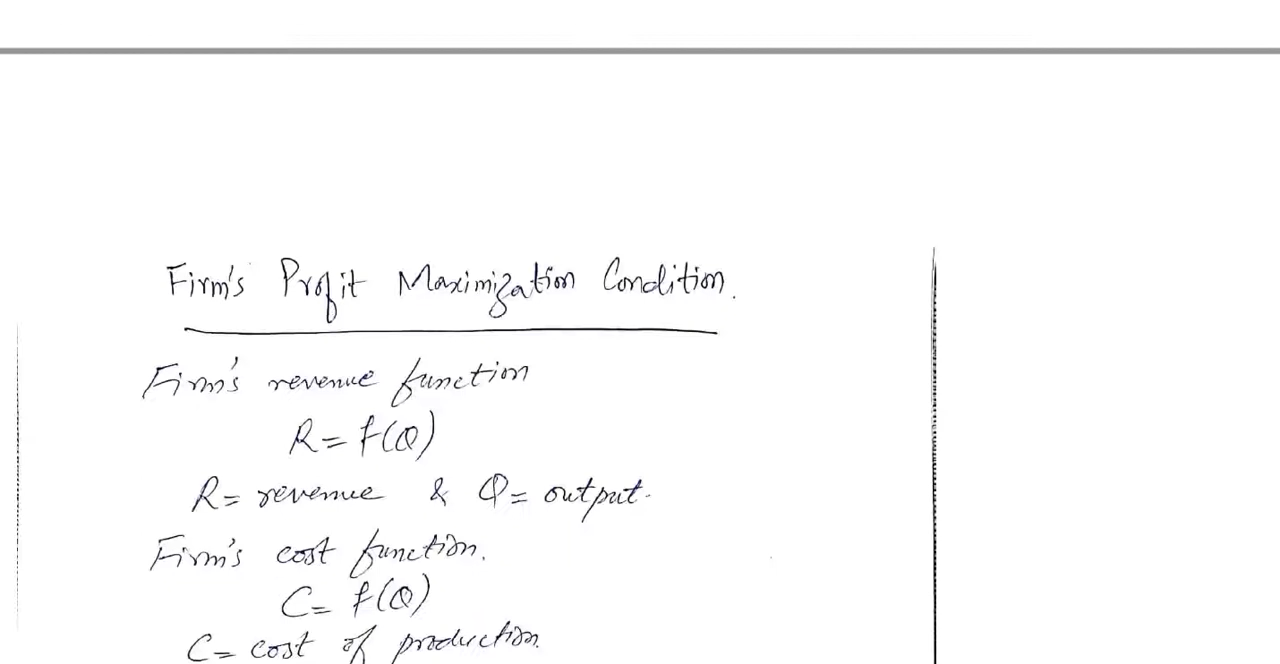 Firm's Profit Maximization Condition.
Firm's revenue function
R = f(Q)
R = revenue & Q = output.
Firm's cost function.
C = f(Q)
C = cost of production.